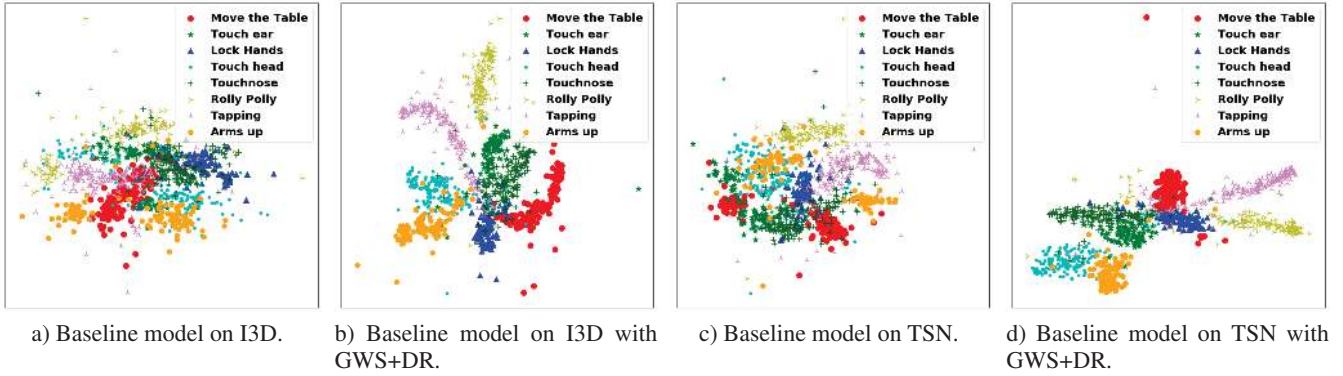 Move the Table
Touch ear
Lock Hands
Touch head
Touchnose
Rolly Polly
Tapping
Arms up
Move the Table
Touch ear
Lock Hands
Touch head
Touchnose
Rolly Polly
Tapping
Arms up
Move the Table
Touch ear
Lock Hands
Touch head
Touchnose
Rolly Polly
Tapping
Arms up
Move the Table
Touch ear
Lock Hands
Touch head
Touchnose
Rolly Polly
Tapping
Arms up
a) Baseline model on I3D.
b) Baseline model on I3D with
GWS+DR.
c) Baseline model on TSN.
d) Baseline model on TSN with
GWS+DR.